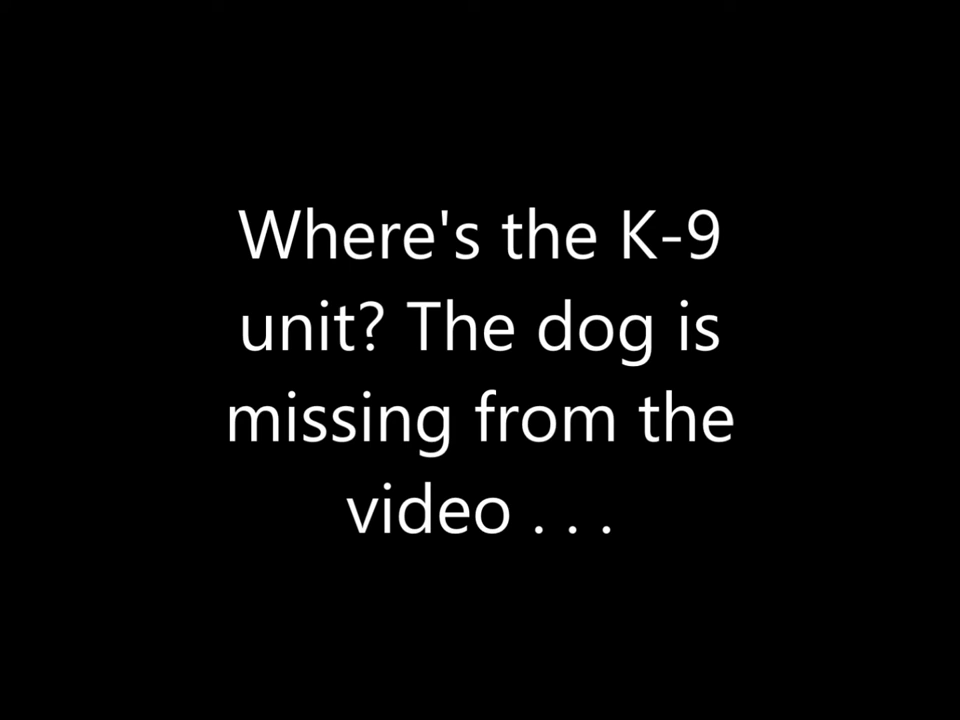 Where's the K-9
unit? The dog is
missing from the
video . . .